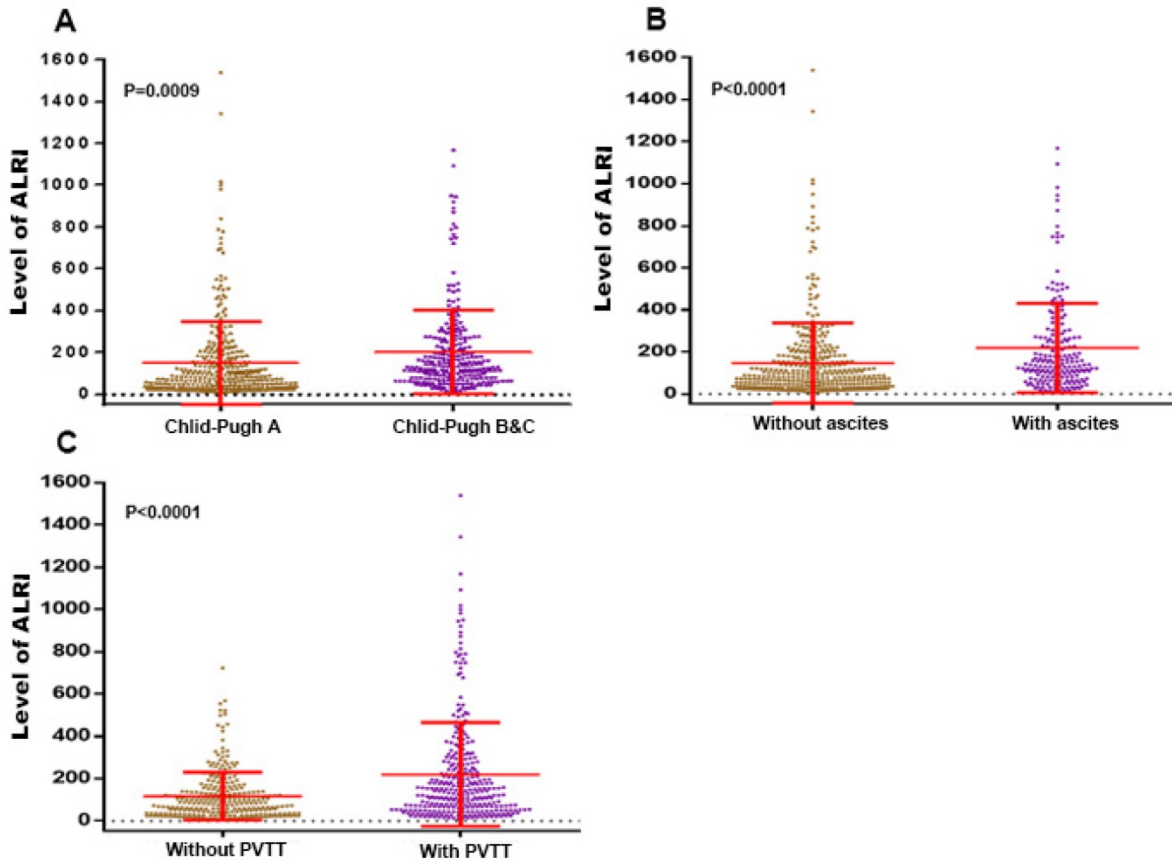 A
Level of ALRI
1600
1400
1200
1000
800
600
400
200
0
P=0.0009
Chlid-Pugh A
Chlid-Pugh B&C
B
Level of ALRI
1600
1400
1200
1000
800
600
400
200
0
P<0.0001
Without ascites
With ascites
C
Level of ALRI
1600
1400
1200
1000
800
600
400
200
0
P<0.0001
Without PVTT
With PVTT